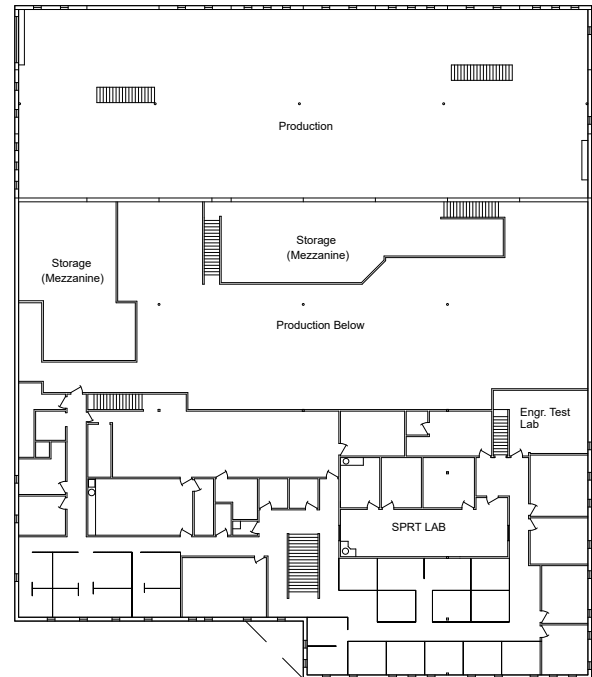 Production
Storage
(Mezzanine)
Storage
(Mezzanine)
Production Below
Engr. Test
Lab
SPRT LAB